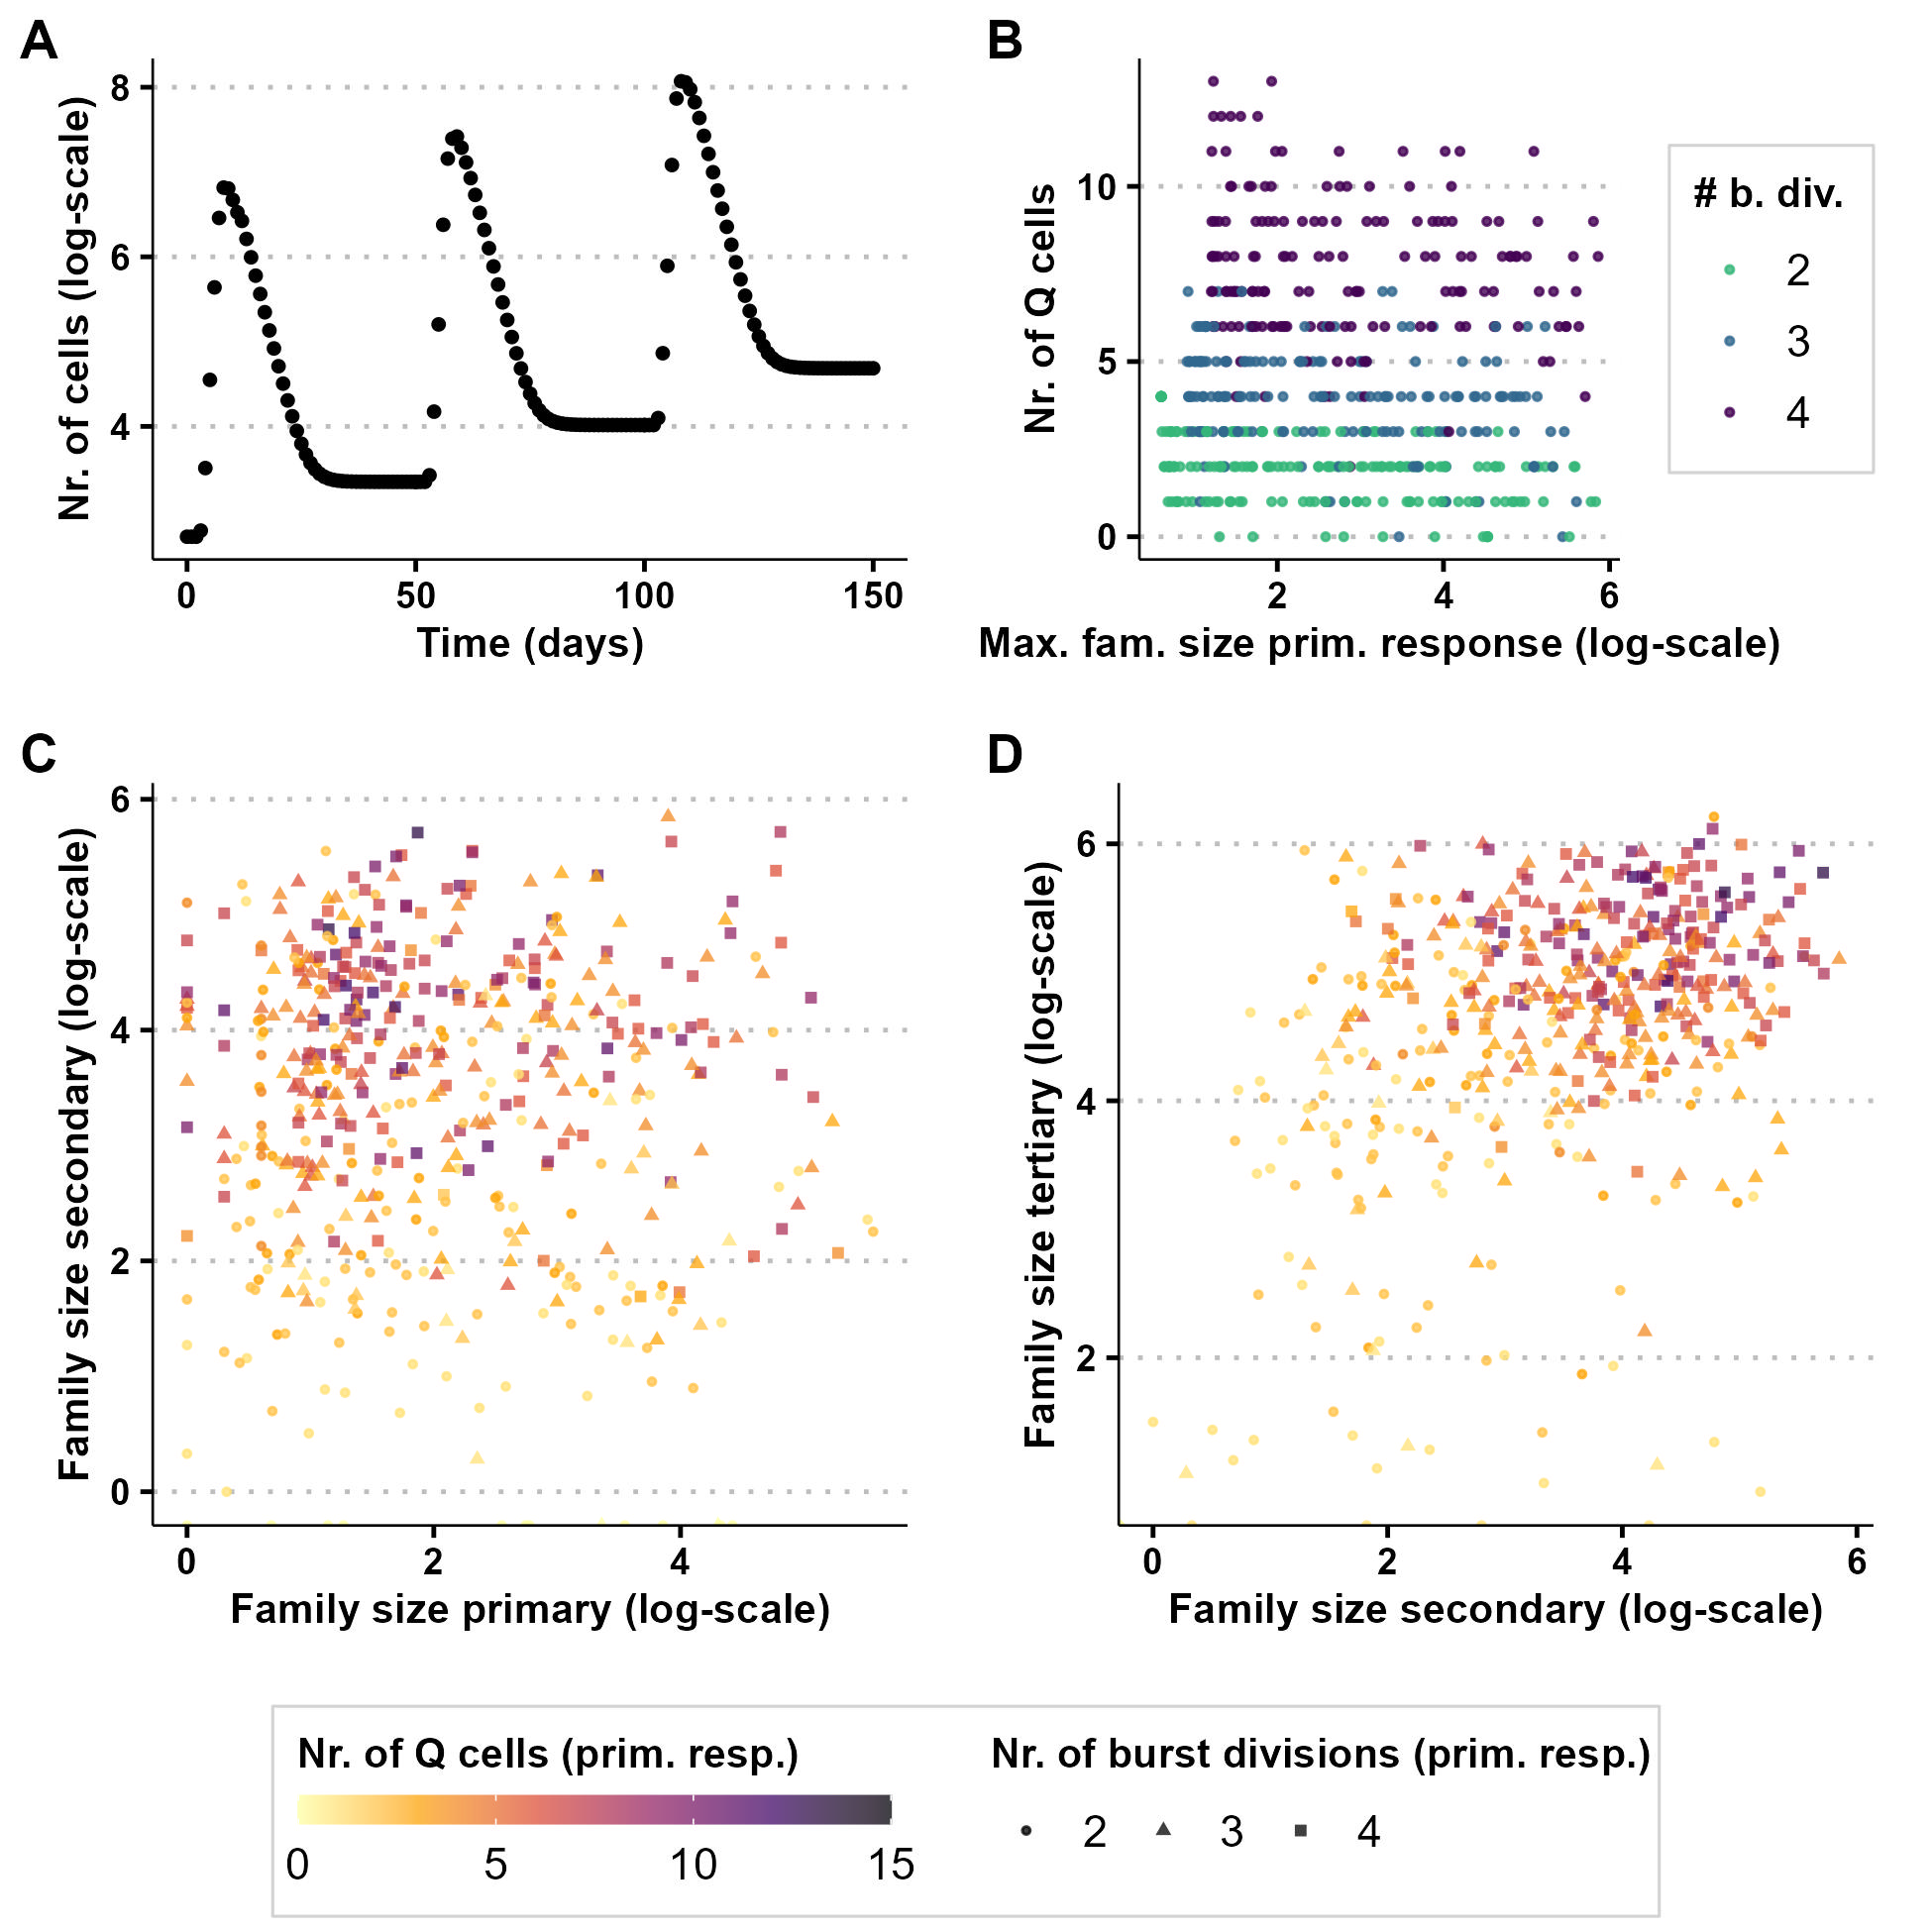 A
Nr. of cells (log-scale)
8
6
4
0
50
100
150
Time (days)
B
Nr. of Q cells
10
5
0
2
4
6
Max. fam. size prim. response (log-scale)
# b. div.
2
3
4
C
Family size secondary (log-scale)
6
4
2
0
0
2
4
Family size primary (log-scale)
D
Family size tertiary (log-scale)
6
4
2
0
2
4
6
Family size secondary (log-scale)
Nr. of Q cells (prim. resp.)
0 5 10 15
Nr. of burst divisions (prim. resp.)
2 3 4